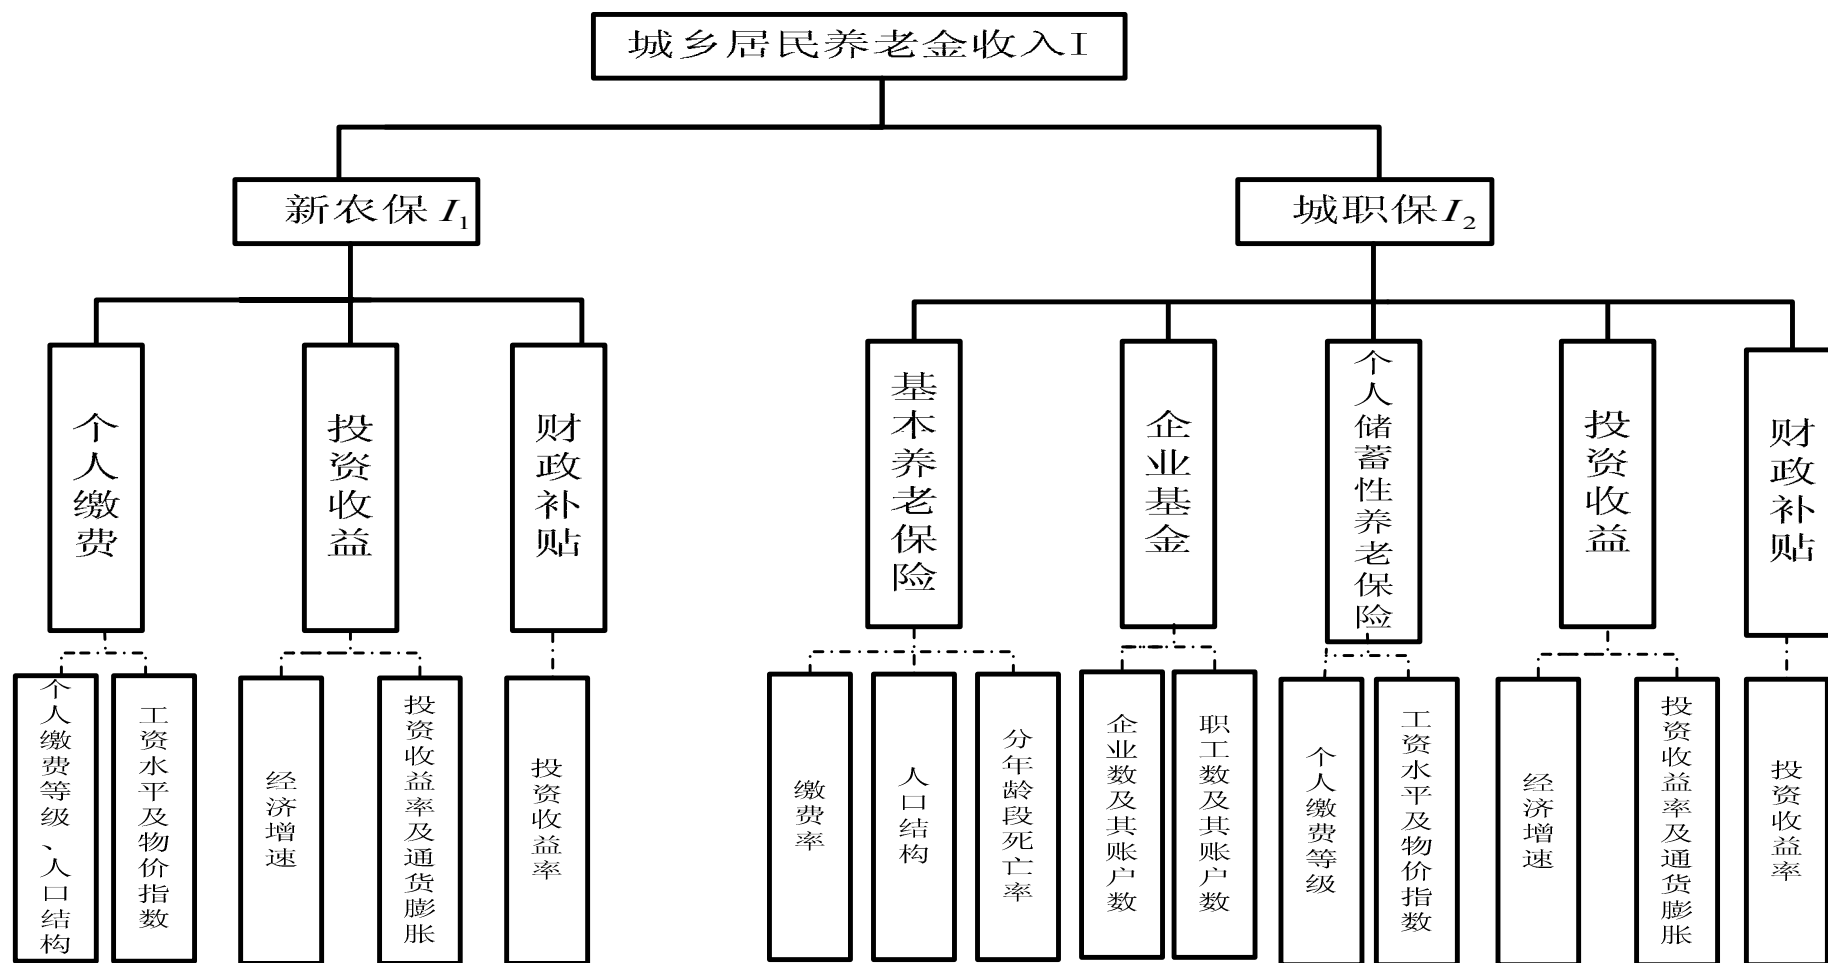 城乡居民养老金收入I
新农保 I₁
城职保 I₂
个人缴费
投资收益
财政补贴
基本养老保险
企业基金
个人储蓄性养老保险
投资收益
财政补贴
个人缴费等级、人口结构
工资水平及物价指数
经济增速
投资收益率及通货膨胀
投资收益率
缴费率
人口结构
分年龄段死亡率
企业数及其账户数
职工数及其账户数
个人缴费等级
工资水平及物价指数
经济增速
投资收益率及通货膨胀
投资收益率